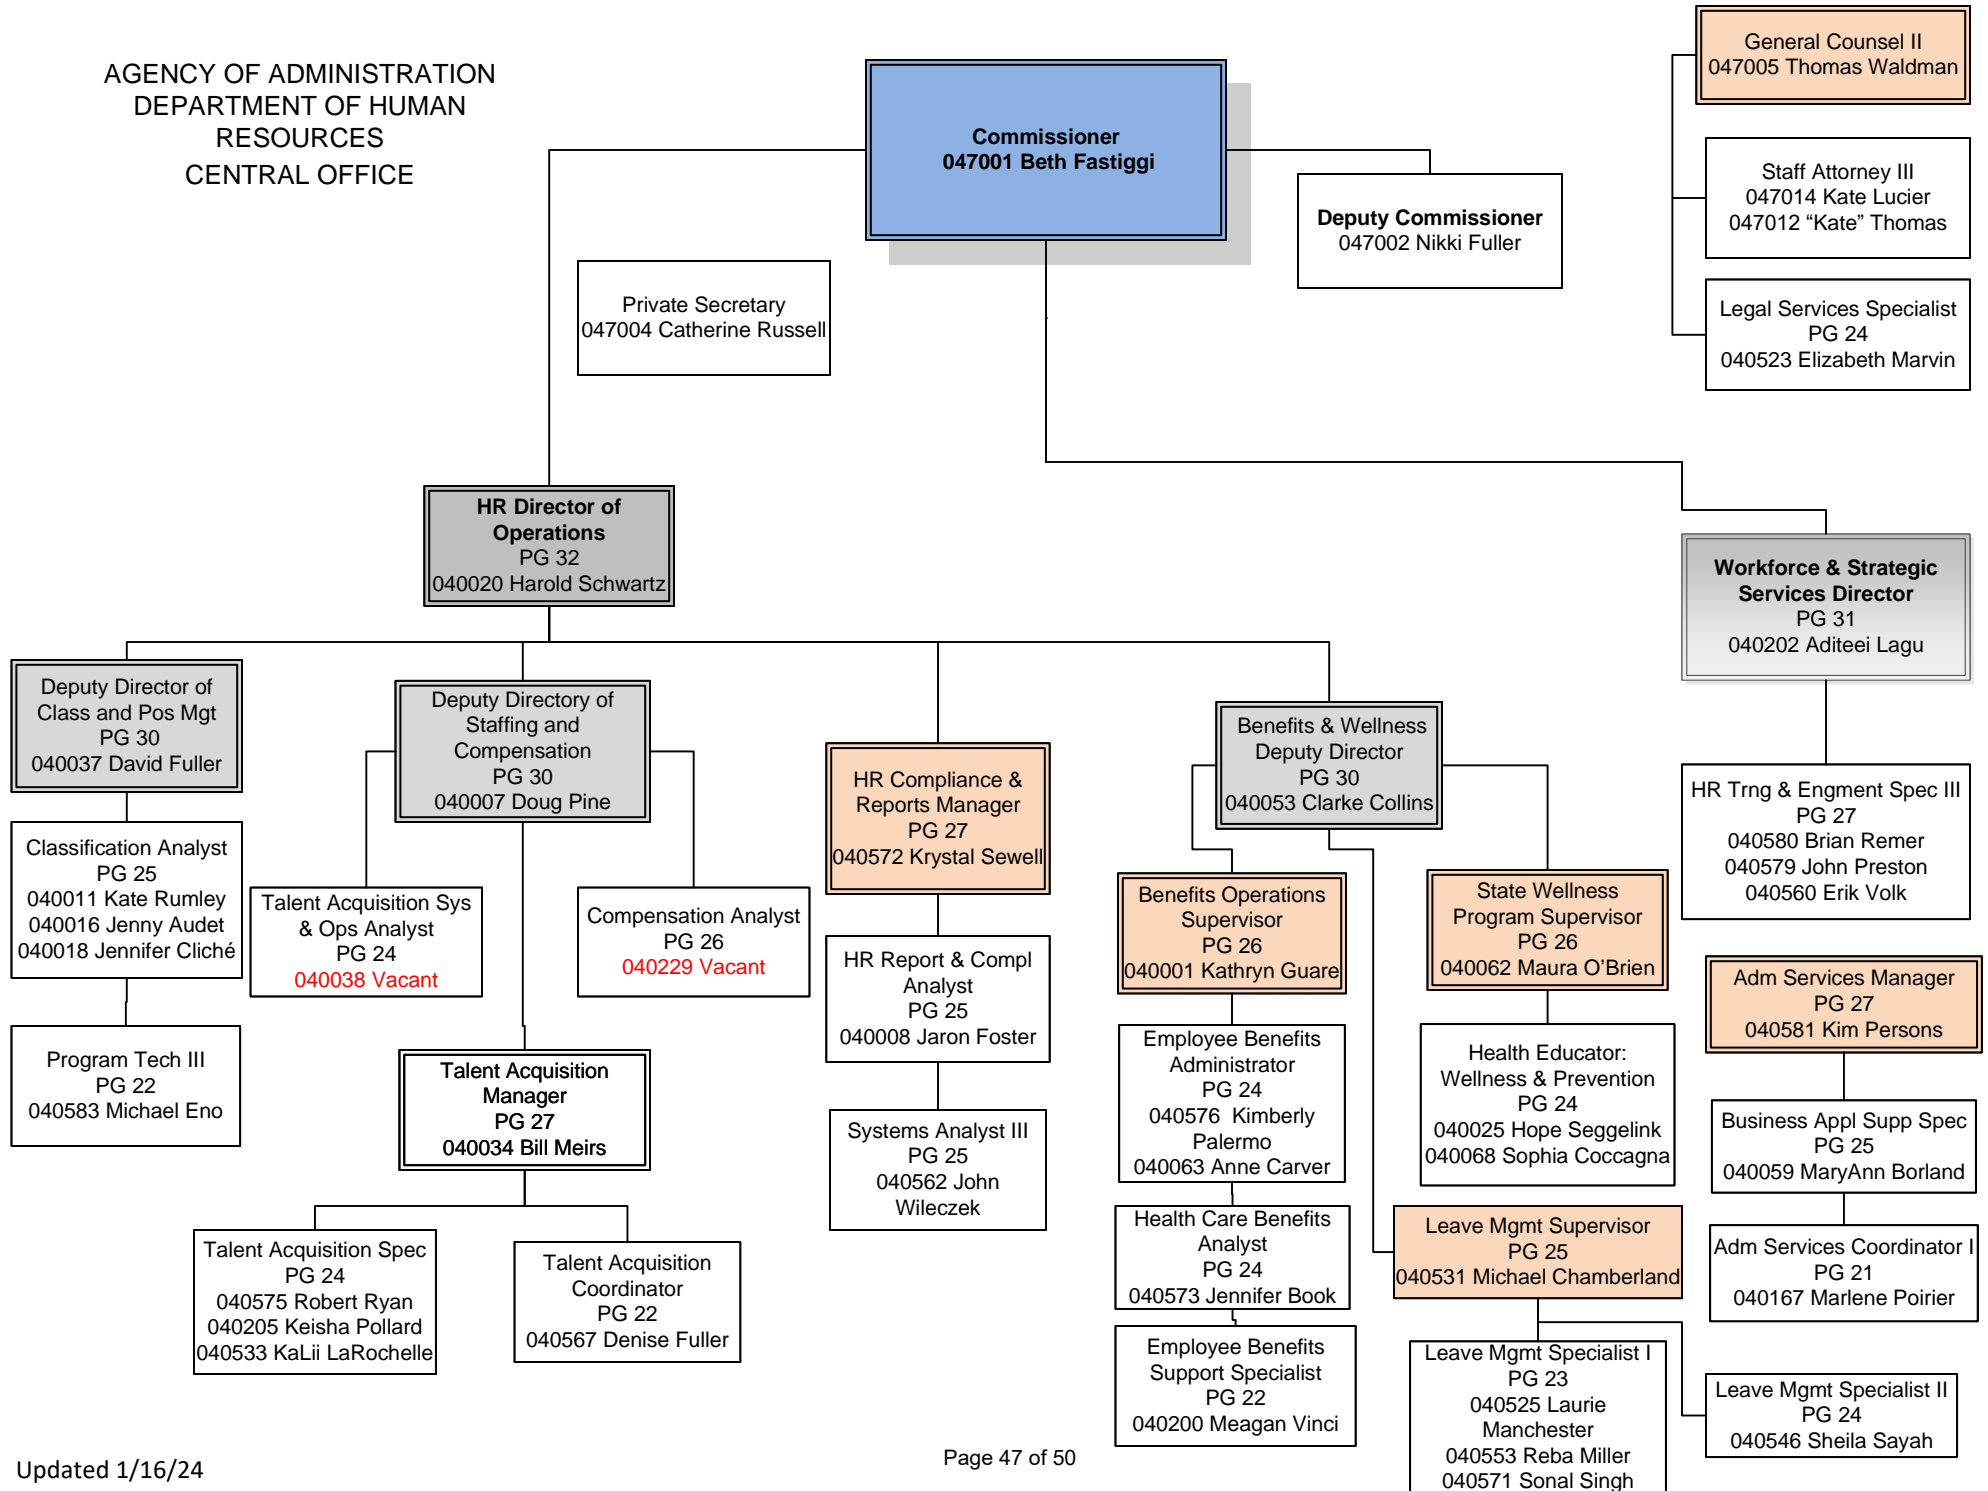 AGENCY OF ADMINISTRATION
DEPARTMENT OF HUMAN
RESOURCES
CENTRAL OFFICE
Commissioner
047001 Beth Fastiggi
Deputy Commissioner
047002 Nikki Fuller
General Counsel II
047005 Thomas Waldman
Staff Attorney III
047014 Kate Lucier
047012 “Kate” Thomas
Legal Services Specialist
PG 24
040523 Elizabeth Marvin
Private Secretary
047004 Catherine Russell
HR Director of
Operations
PG 32
040020 Harold Schwartz
Workforce & Strategic
Services Director
PG 31
040202 Aditeei Lagu
Deputy Director of
Class and Pos Mgt
PG 30
040037 David Fuller
Classification Analyst
PG 25
040011 Kate Rumley
040016 Jenny Audet
040018 Jennifer Cliché
Program Tech III
PG 22
040583 Michael Eno
Deputy Directory of
Staffing and
Compensation
PG 30
040007 Doug Pine
Talent Acquisition Sys
& Ops Analyst
PG 24
040038 Vacant
Compensation Analyst
PG 26
040229 Vacant
Talent Acquisition
Manager
PG 27
040034 Bill Meirs
Talent Acquisition Spec
PG 24
040575 Robert Ryan
040205 Keisha Pollard
040533 KaLii LaRochelle
Talent Acquisition
Coordinator
PG 22
040567 Denise Fuller
HR Compliance &
Reports Manager
PG 27
040572 Krystal Sewell
HR Report & Compl
Analyst
PG 25
040008 Jaron Foster
Systems Analyst III
PG 25
040562 John
Wileczek
Benefits & Wellness
Deputy Director
PG 30
040053 Clarke Collins
Benefits Operations
Supervisor
PG 26
040001 Kathryn Guare
Employee Benefits
Administrator
PG 24
040576  Kimberly
Palermo
040063 Anne Carver
Health Care Benefits
Analyst
PG 24
040573 Jennifer Book
Employee Benefits
Support Specialist
PG 22
040200 Meagan Vinci
State Wellness
Program Supervisor
PG 26
040062 Maura O’Brien
Health Educator:
Wellness & Prevention
PG 24
040025 Hope Seggelink
040068 Sophia Coccagna
Leave Mgmt Supervisor
PG 25
040531 Michael Chamberland
Leave Mgmt Specialist I
PG 23
040525 Laurie
Manchester
040553 Reba Miller
040571 Sonal Singh
Leave Mgmt Specialist II
PG 24
040546 Sheila Sayah
HR Trng & Engment Spec III
PG 27
040580 Brian Remer
040579 John Preston
040560 Erik Volk
Adm Services Manager
PG 27
040581 Kim Persons
Business Appl Supp Spec
PG 25
040059 MaryAnn Borland
Adm Services Coordinator I
PG 21
040167 Marlene Poirier
Updated 1/16/24
Page 47 of 50